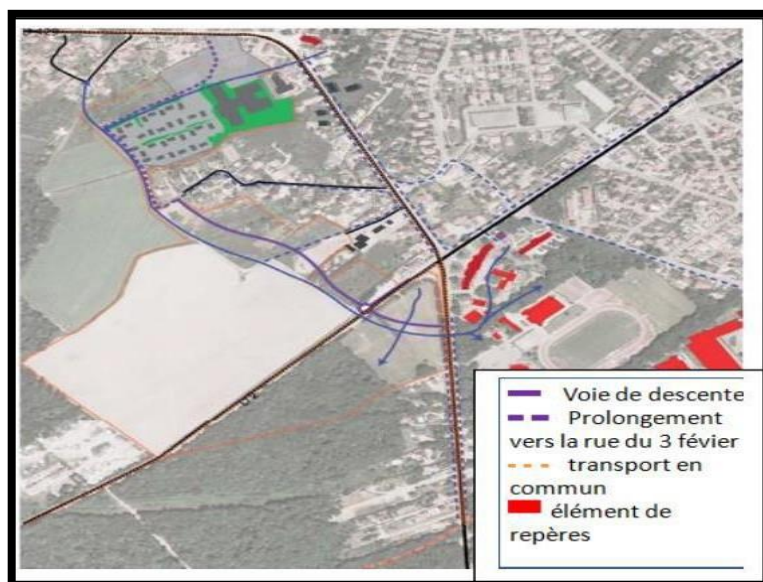 Voie de descente
Prolongement
vers la rue du 3 févier
transport en
commun
élément de
repères